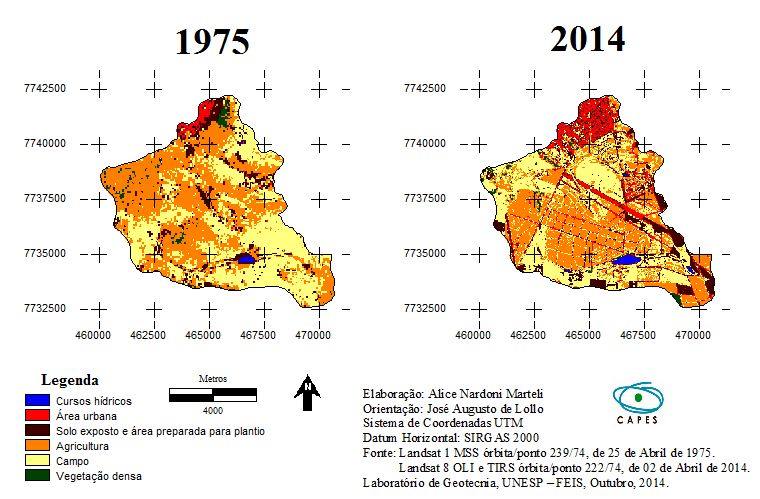 1975
2014
7742500
7740000
7737500
7735000
7732500
460000 462500 465000 467500 470000
7742500
7740000
7737500
7735000
7732500
460000 462500 465000 467500 470000
Legenda
Cursos hídricos
Área urbana
Solo exposto e área preparada para plantio
Agricultura
Campo
Vegetação densa
Metros
4000
N
Elaboração: Alice Nardoni Marteli
Orientação: José Augusto de Lollo
Sistema de Coordenadas UTM
Datum Horizontal: SIRGAS 2000
Fonte: Landsat 1 MSS órbita/ponto 239/74, de 25 de Abril de 1975.
Landsat 8 OLI e TIRS órbita/ponto 222/74, de 02 de Abril de 2014.
Laboratório de Geotecnia, UNESP – FEIS, Outubro, 2014.
CAPES